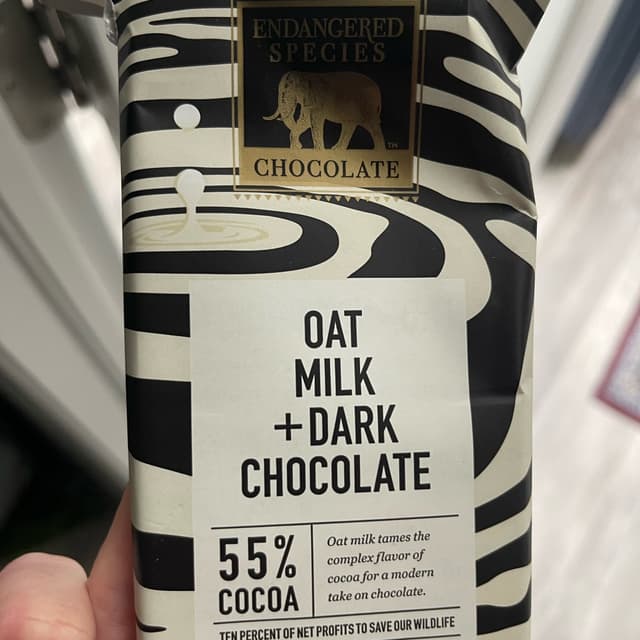 ENDANGERED
SPECIES
TM
CHOCOLATE
OAT
MILK
+DARK
CHOCOLATE
55%
COCOA
Oat milk tames the
complex flavor of
cocoa for a modern
take on chocolate.
TEN PERCENT OF NET PROFITS TO SAVE OUR WILDLIFE